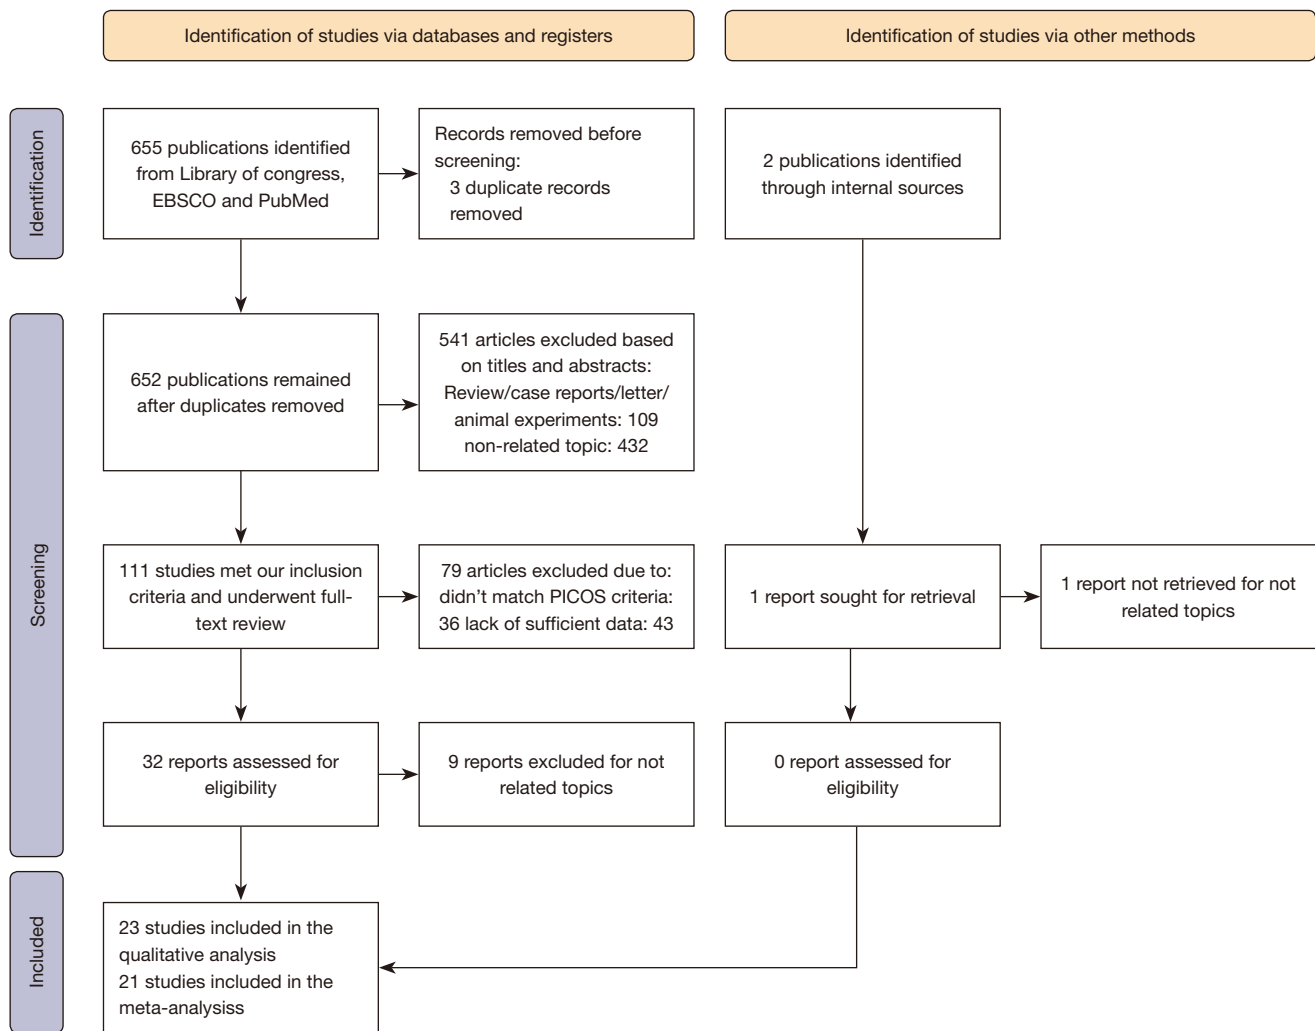 Identification of studies via databases and registers
Identification of studies via other methods
Identification
655 publications identified
from Library of congress,
EBSCO and PubMed
Records removed before
screening:
3 duplicate records
removed
2 publications identified
through internal sources
Screening
652 publications remained
after duplicates removed
541 articles excluded based
on titles and abstracts:
Review/case reports/letter/
animal experiments: 109
non-related topic: 432
111 studies met our inclusion
criteria and underwent full-
text review
79 articles excluded due to:
didn’t match PICOS criteria:
36 lack of sufficient data: 43
1 report sought for retrieval
1 report not retrieved for not
related topics
32 reports assessed for
eligibility
9 reports excluded for not
related topics
0 report assessed for
eligibility
Included
23 studies included in the
qualitative analysis
21 studies included in the
meta-analysiss